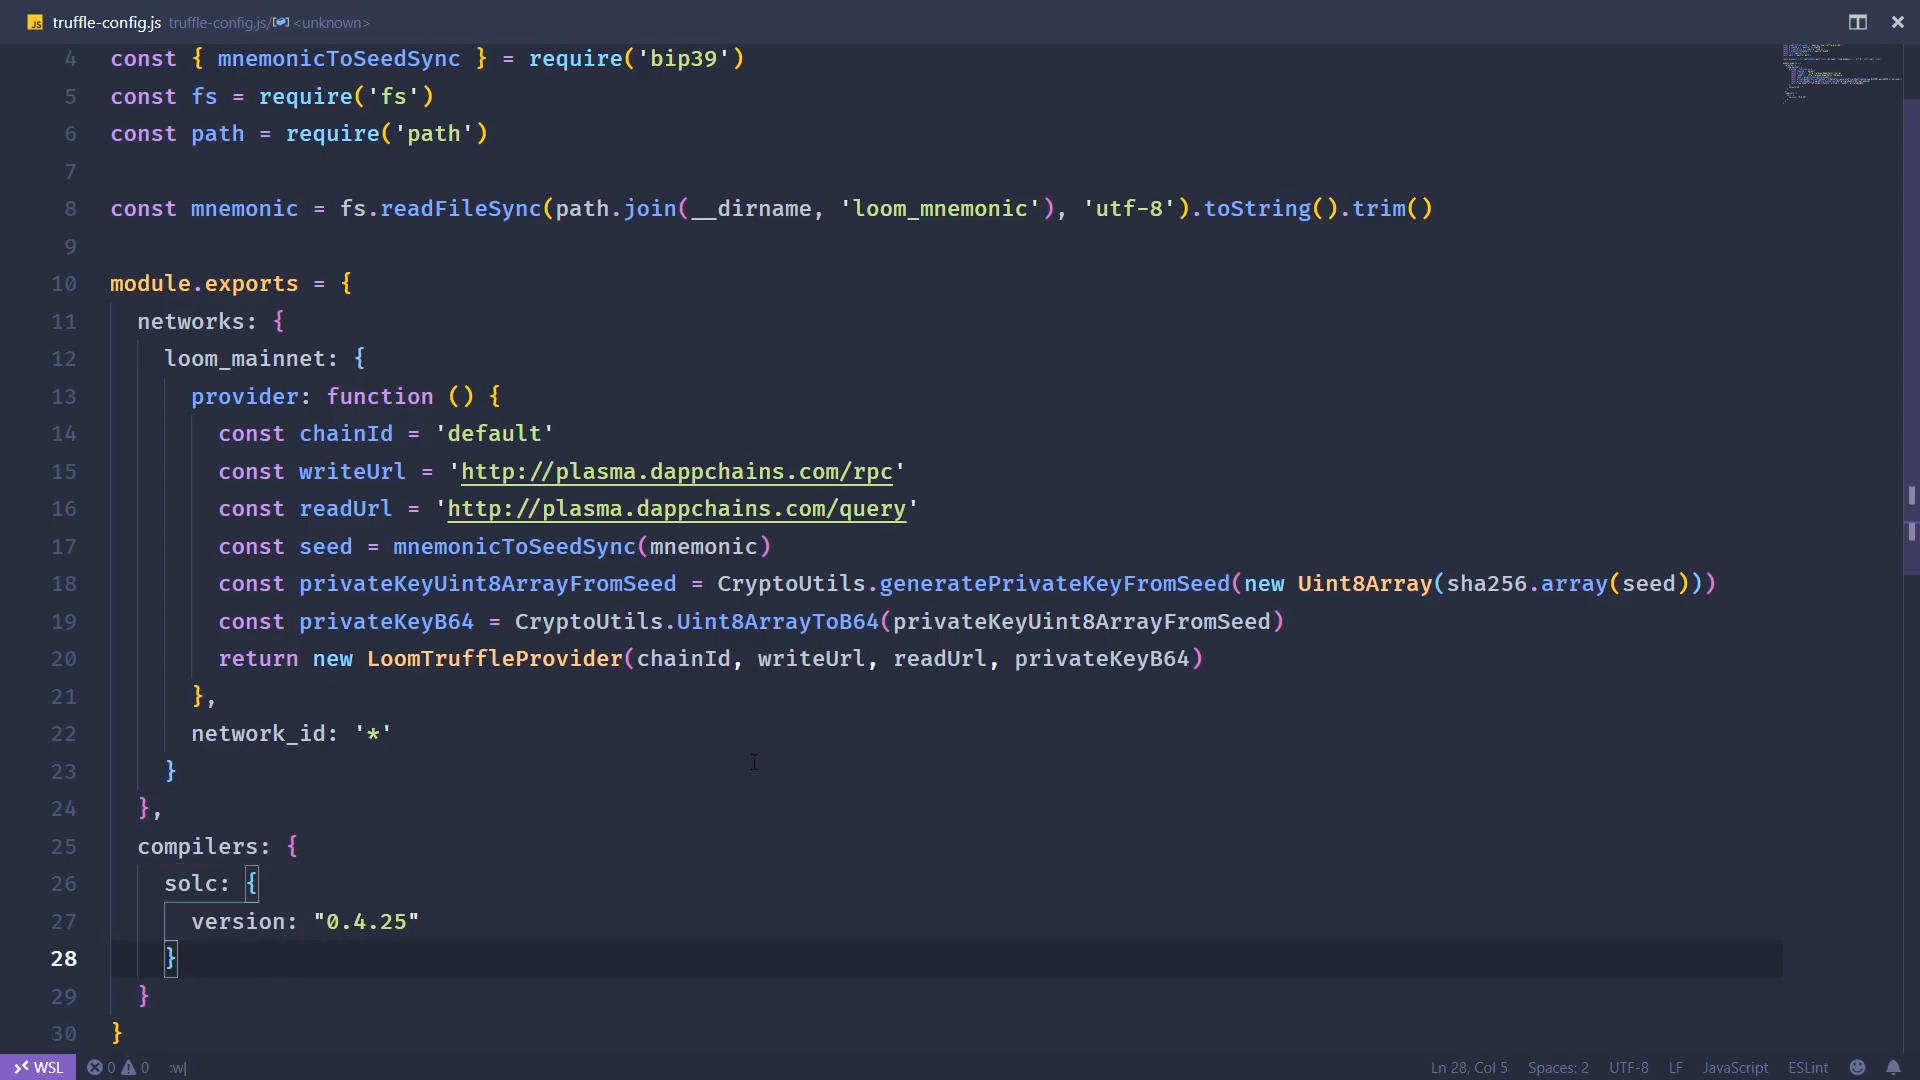 truffle-config.js truffle-config.js/ <unknown>
4 const { mnemonicToSeedSync } = require('bip39')
5 const fs = require('fs')
6 const path = require('path')
7
8 const mnemonic = fs.readFileSync(path.join(__dirname, 'loom_mnemonic'), 'utf-8').toString().trim()
9
10 module.exports = {
11 networks: {
12 loom_mainnet: {
13 provider: function () {
14 const chainId = 'default'
15 const writeUrl = 'http://plasma.dappchains.com/rpc'
16 const readUrl = 'http://plasma.dappchains.com/query'
17 const seed = mnemonicToSeedSync(mnemonic)
18 const privateKeyUint8ArrayFromSeed = CryptoUtils.generatePrivateKeyFromSeed(new Uint8Array(sha256.array(seed)))
19 const privateKeyB64 = CryptoUtils.Uint8ArrayToB64(privateKeyUint8ArrayFromSeed)
20 return new LoomTruffleProvider(chainId, writeUrl, readUrl, privateKeyB64)
21 },
22 network_id: '*'
23 }
24 },
25 compilers: {
26 solc: {
27 version: "0.4.25"
28 }
29 }
30 }
WSL 0 0 :w| Ln 28, Col 5 Spaces: 2 UTF-8 LF JavaScript ESLint